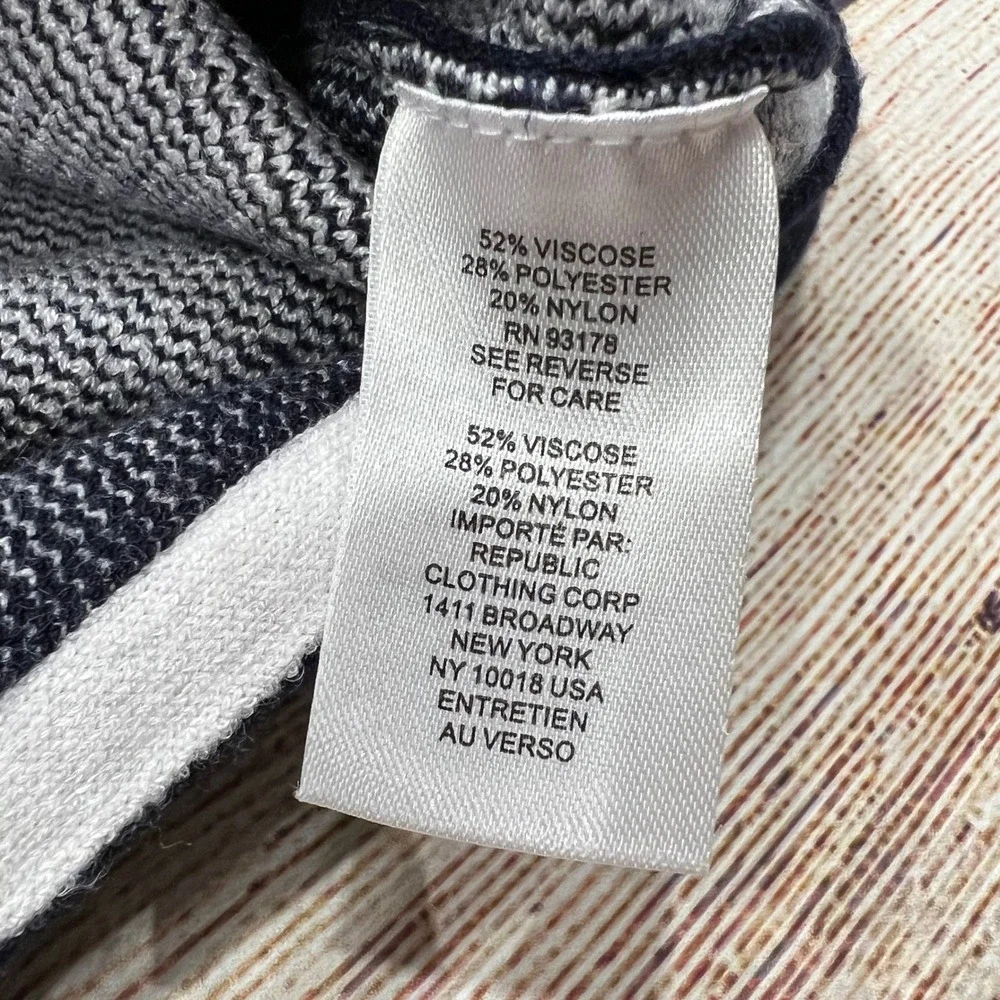 52% VISCOSE
28% POLYESTER
20% NYLON
RN 93178
SEE REVERSE
FOR CARE
52% VISCOSE
28% POLYESTER
20% NYLON
IMPORTÉ PAR:
REPUBLIC
CLOTHING CORP
1411 BROADWAY
NEW YORK
NY 10018 USA
ENTRETIEN
AU VERSO